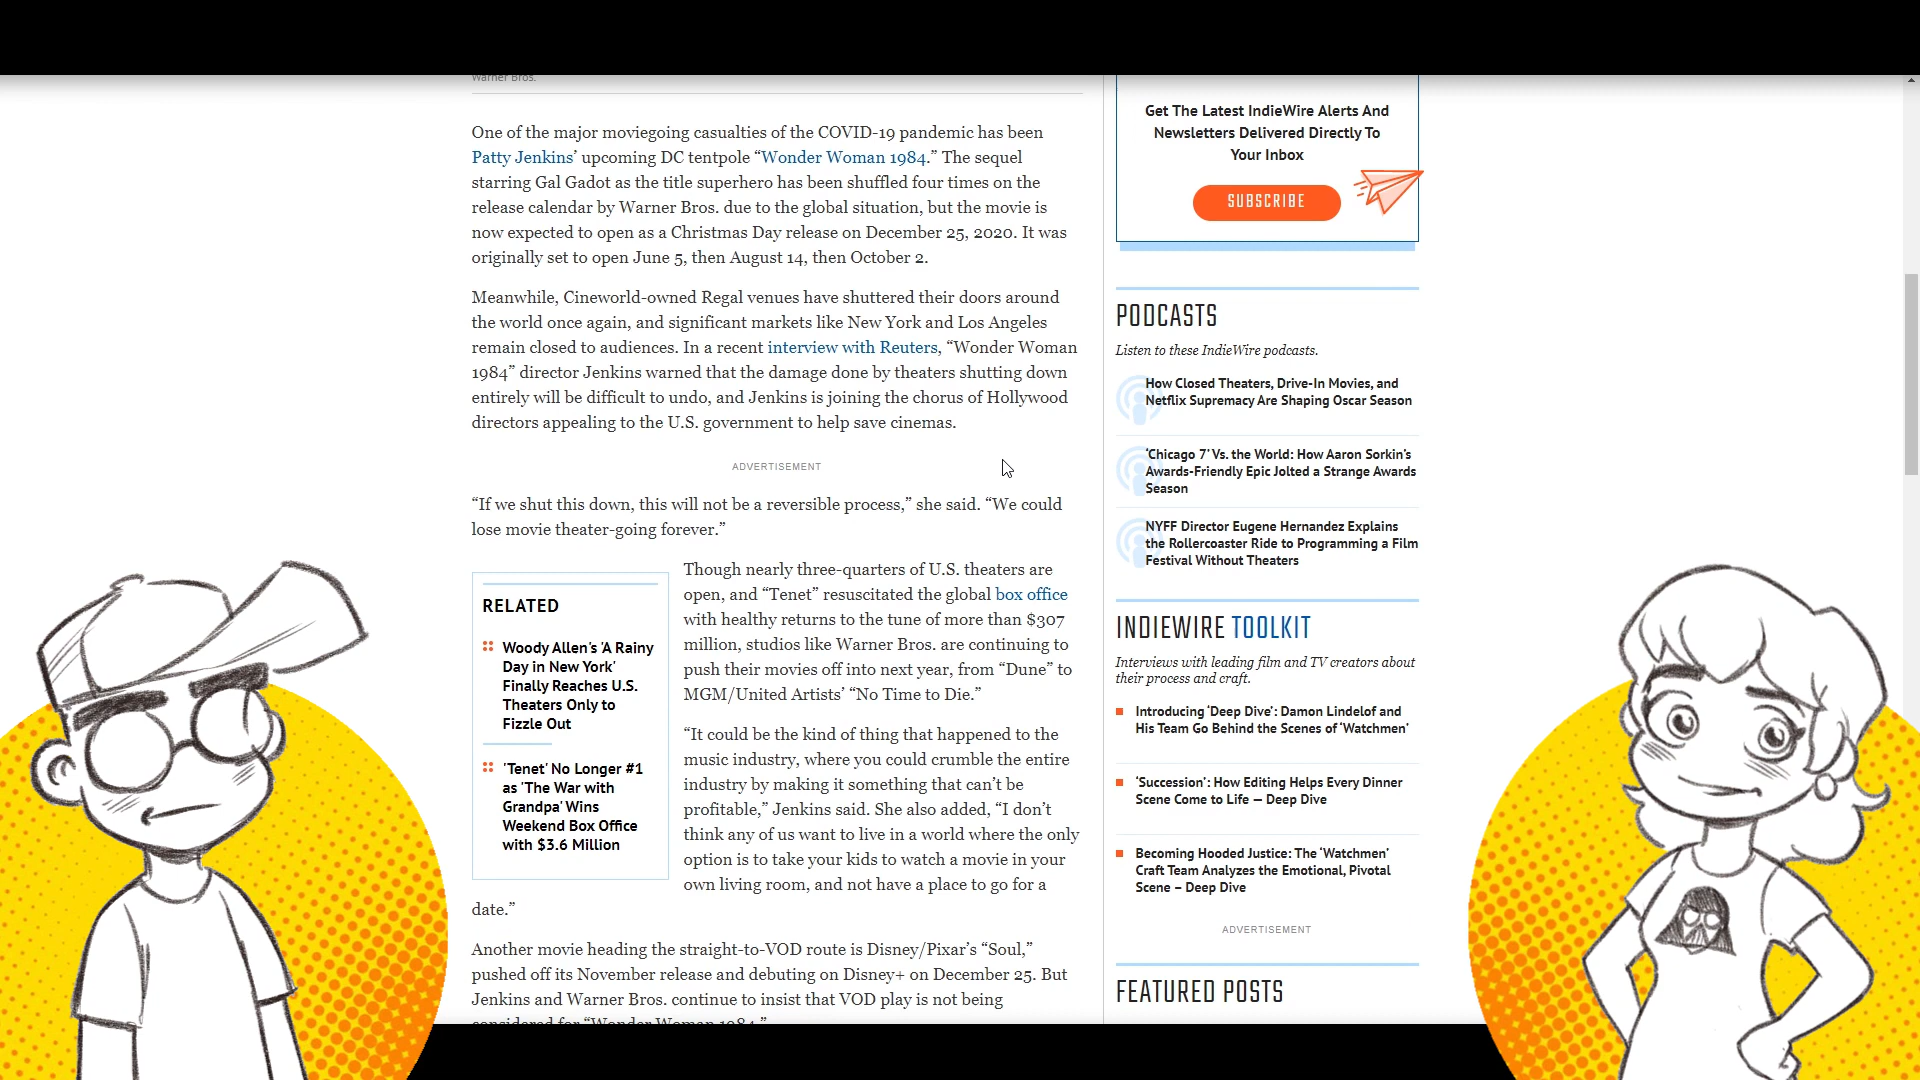 Warner Bros.
One of the major moviegoing casualties of the COVID-19 pandemic has been
Patty Jenkins’ upcoming DC tentpole “Wonder Woman 1984.” The sequel
starring Gal Gadot as the title superhero has been shuffled four times on the
release calendar by Warner Bros. due to the global situation, but the movie is
now expected to open as a Christmas Day release on December 25, 2020. It was
originally set to open June 5, then August 14, then October 2.
Meanwhile, Cineworld-owned Regal venues have shuttered their doors around
the world once again, and significant markets like New York and Los Angeles
remain closed to audiences. In a recent interview with Reuters, “Wonder Woman
1984” director Jenkins warned that the damage done by theaters shutting down
entirely will be difficult to undo, and Jenkins is joining the chorus of Hollywood
directors appealing to the U.S. government to help save cinemas.
ADVERTISEMENT
“If we shut this down, this will not be a reversible process,” she said. “We could
lose movie theater-going forever.”
RELATED
Woody Allen's 'A Rainy
Day in New York'
Finally Reaches U.S.
Theaters Only to
Fizzle Out
'Tenet' No Longer #1
as 'The War with
Grandpa' Wins
Weekend Box Office
with $3.6 Million
Though nearly three-quarters of U.S. theaters are
open, and “Tenet” resuscitated the global box office
with healthy returns to the tune of more than $307
million, studios like Warner Bros. are continuing to
push their movies off into next year, from “Dune” to
MGM/United Artists’ “No Time to Die.”
“It could be the kind of thing that happened to the
music industry, where you could crumble the entire
industry by making it something that can’t be
profitable,” Jenkins said. She also added, “I don’t
think any of us want to live in a world where the only
option is to take your kids to watch a movie in your
own living room, and not have a place to go for a
date.”
Another movie heading the straight-to-VOD route is Disney/Pixar’s “Soul,”
pushed off its November release and debuting on Disney+ on December 25. But
Jenkins and Warner Bros. continue to insist that VOD play is not being
considered for “Wonder Woman 1984.”
Get The Latest IndieWire Alerts And
Newsletters Delivered Directly To
Your Inbox
SUBSCRIBE
PODCASTS
Listen to these IndieWire podcasts.
How Closed Theaters, Drive-In Movies, and
Netflix Supremacy Are Shaping Oscar Season
‘Chicago 7’ Vs. the World: How Aaron Sorkin’s
Awards-Friendly Epic Jolted a Strange Awards
Season
NYFF Director Eugene Hernandez Explains
the Rollercoaster Ride to Programming a Film
Festival Without Theaters
INDIEWIRE TOOLKIT
Interviews with leading film and TV creators about
their process and craft.
Introducing ‘Deep Dive’: Damon Lindelof and
His Team Go Behind the Scenes of ‘Watchmen’
‘Succession’: How Editing Helps Every Dinner
Scene Come to Life — Deep Dive
Becoming Hooded Justice: The ‘Watchmen’
Craft Team Analyzes the Emotional, Pivotal
Scene – Deep Dive
ADVERTISEMENT
FEATURED POSTS